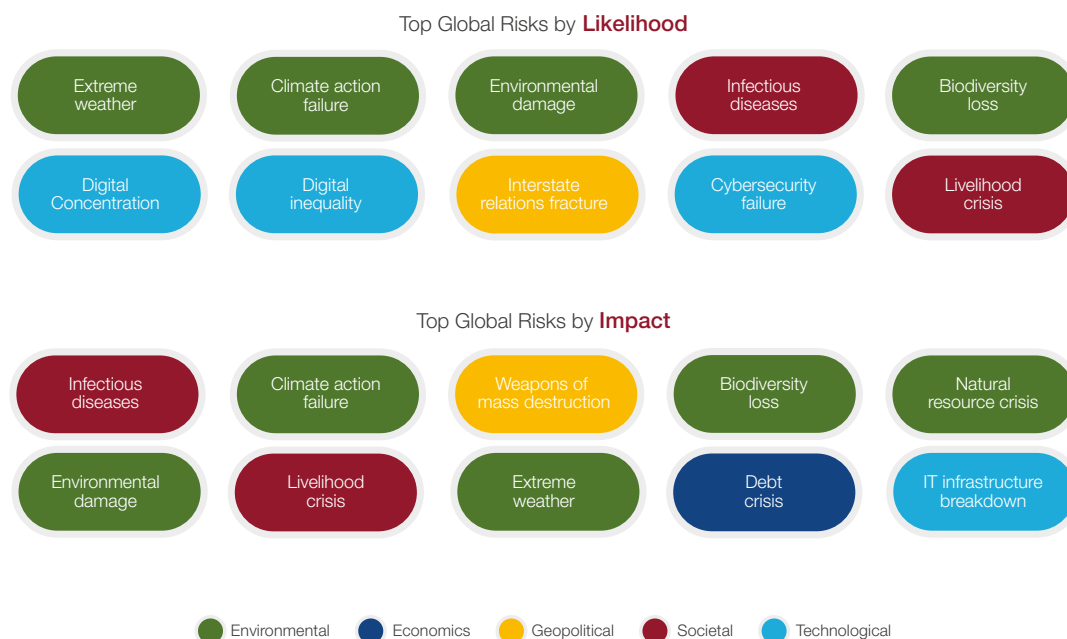 Top Global Risks by Likelihood
Extreme
weather
Climate action
failure
Environmental
damage
Infectious
diseases
Biodiversity
loss
Digital
Concentration
Digital
inequality
Interstate
relations fracture
Cybersecurity
failure
Livelihood
crisis
Top Global Risks by Impact
Infectious
diseases
Climate action
failure
Weapons of
mass destruction
Biodiversity
loss
Natural
resource crisis
Environmental
damage
Livelihood
crisis
Extreme
weather
Debt
crisis
IT infrastructure
breakdown
Environmental Economics Geopolitical Societal Technological